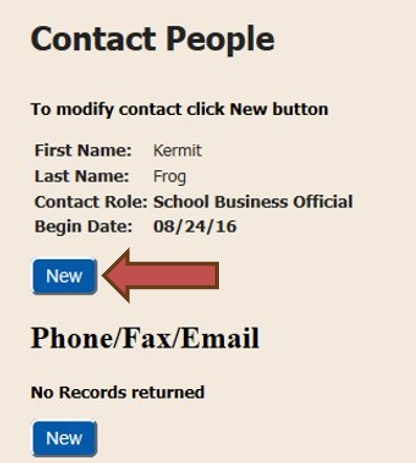 Contact People
To modify contact click New button
First Name: Kermit
Last Name: Frog
Contact Role: School Business Official
Begin Date: 08/24/16
New
Phone/Fax/Email
No Records returned
New